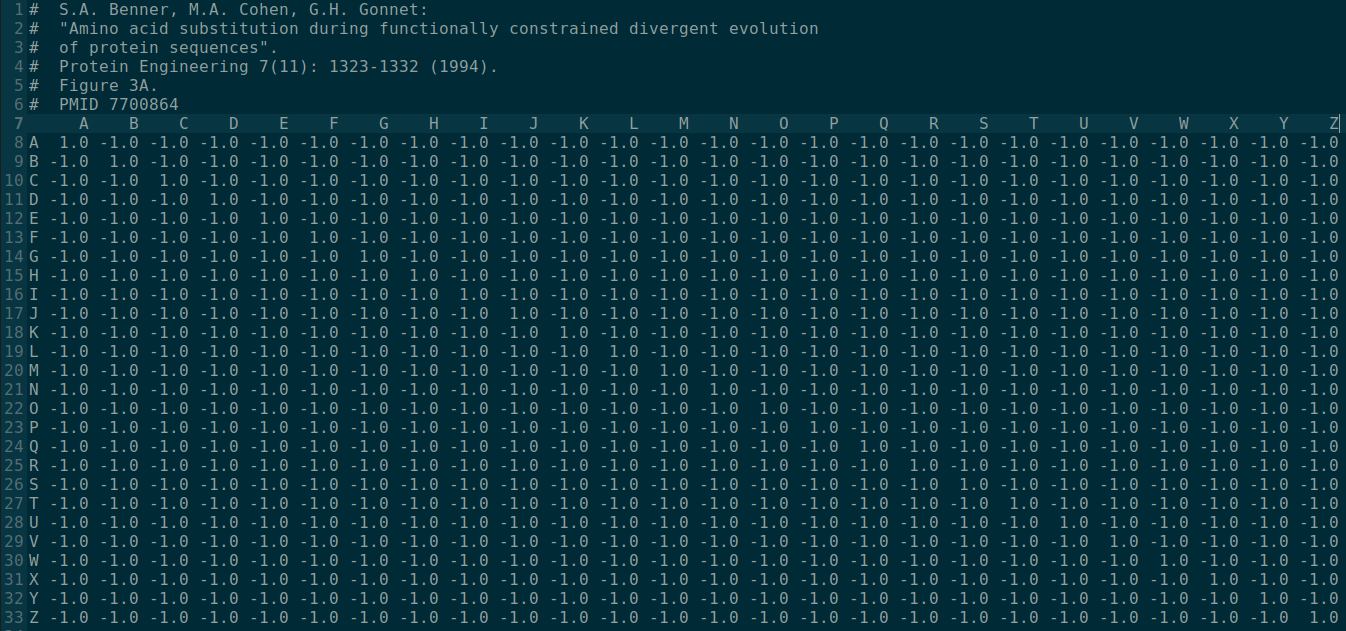 1 #  S.A. Benner, M.A. Cohen, G.H. Gonnet:
2 #  "Amino acid substitution during functionally constrained divergent evolution
3 #  of protein sequences".
4 #  Protein Engineering 7(11): 1323-1332 (1994).
5 #  Figure 3A.
6 #  PMID 7700864
7      A    B    C    D    E    F    G    H    I    J    K    L    M    N    O    P    Q    R    S    T    U    V    W    X    Y    Z
8 A  1.0 -1.0 -1.0 -1.0 -1.0 -1.0 -1.0 -1.0 -1.0 -1.0 -1.0 -1.0 -1.0 -1.0 -1.0 -1.0 -1.0 -1.0 -1.0 -1.0 -1.0 -1.0 -1.0 -1.0 -1.0 -1.0
9 B -1.0  1.0 -1.0 -1.0 -1.0 -1.0 -1.0 -1.0 -1.0 -1.0 -1.0 -1.0 -1.0 -1.0 -1.0 -1.0 -1.0 -1.0 -1.0 -1.0 -1.0 -1.0 -1.0 -1.0 -1.0 -1.0
10 C -1.0 -1.0  1.0 -1.0 -1.0 -1.0 -1.0 -1.0 -1.0 -1.0 -1.0 -1.0 -1.0 -1.0 -1.0 -1.0 -1.0 -1.0 -1.0 -1.0 -1.0 -1.0 -1.0 -1.0 -1.0 -1.0
11 D -1.0 -1.0 -1.0  1.0 -1.0 -1.0 -1.0 -1.0 -1.0 -1.0 -1.0 -1.0 -1.0 -1.0 -1.0 -1.0 -1.0 -1.0 -1.0 -1.0 -1.0 -1.0 -1.0 -1.0 -1.0 -1.0
12 E -1.0 -1.0 -1.0 -1.0  1.0 -1.0 -1.0 -1.0 -1.0 -1.0 -1.0 -1.0 -1.0 -1.0 -1.0 -1.0 -1.0 -1.0 -1.0 -1.0 -1.0 -1.0 -1.0 -1.0 -1.0 -1.0
13 F -1.0 -1.0 -1.0 -1.0 -1.0  1.0 -1.0 -1.0 -1.0 -1.0 -1.0 -1.0 -1.0 -1.0 -1.0 -1.0 -1.0 -1.0 -1.0 -1.0 -1.0 -1.0 -1.0 -1.0 -1.0 -1.0
14 G -1.0 -1.0 -1.0 -1.0 -1.0 -1.0  1.0 -1.0 -1.0 -1.0 -1.0 -1.0 -1.0 -1.0 -1.0 -1.0 -1.0 -1.0 -1.0 -1.0 -1.0 -1.0 -1.0 -1.0 -1.0 -1.0
15 H -1.0 -1.0 -1.0 -1.0 -1.0 -1.0 -1.0  1.0 -1.0 -1.0 -1.0 -1.0 -1.0 -1.0 -1.0 -1.0 -1.0 -1.0 -1.0 -1.0 -1.0 -1.0 -1.0 -1.0 -1.0 -1.0
16 I -1.0 -1.0 -1.0 -1.0 -1.0 -1.0 -1.0 -1.0  1.0 -1.0 -1.0 -1.0 -1.0 -1.0 -1.0 -1.0 -1.0 -1.0 -1.0 -1.0 -1.0 -1.0 -1.0 -1.0 -1.0 -1.0
17 J -1.0 -1.0 -1.0 -1.0 -1.0 -1.0 -1.0 -1.0 -1.0  1.0 -1.0 -1.0 -1.0 -1.0 -1.0 -1.0 -1.0 -1.0 -1.0 -1.0 -1.0 -1.0 -1.0 -1.0 -1.0 -1.0
18 K -1.0 -1.0 -1.0 -1.0 -1.0 -1.0 -1.0 -1.0 -1.0 -1.0  1.0 -1.0 -1.0 -1.0 -1.0 -1.0 -1.0 -1.0 -1.0 -1.0 -1.0 -1.0 -1.0 -1.0 -1.0 -1.0
19 L -1.0 -1.0 -1.0 -1.0 -1.0 -1.0 -1.0 -1.0 -1.0 -1.0 -1.0  1.0 -1.0 -1.0 -1.0 -1.0 -1.0 -1.0 -1.0 -1.0 -1.0 -1.0 -1.0 -1.0 -1.0 -1.0
20 M -1.0 -1.0 -1.0 -1.0 -1.0 -1.0 -1.0 -1.0 -1.0 -1.0 -1.0 -1.0  1.0 -1.0 -1.0 -1.0 -1.0 -1.0 -1.0 -1.0 -1.0 -1.0 -1.0 -1.0 -1.0 -1.0
21 N -1.0 -1.0 -1.0 -1.0 -1.0 -1.0 -1.0 -1.0 -1.0 -1.0 -1.0 -1.0 -1.0  1.0 -1.0 -1.0 -1.0 -1.0 -1.0 -1.0 -1.0 -1.0 -1.0 -1.0 -1.0 -1.0
22 O -1.0 -1.0 -1.0 -1.0 -1.0 -1.0 -1.0 -1.0 -1.0 -1.0 -1.0 -1.0 -1.0 -1.0  1.0 -1.0 -1.0 -1.0 -1.0 -1.0 -1.0 -1.0 -1.0 -1.0 -1.0 -1.0
23 P -1.0 -1.0 -1.0 -1.0 -1.0 -1.0 -1.0 -1.0 -1.0 -1.0 -1.0 -1.0 -1.0 -1.0 -1.0  1.0 -1.0 -1.0 -1.0 -1.0 -1.0 -1.0 -1.0 -1.0 -1.0 -1.0
24 Q -1.0 -1.0 -1.0 -1.0 -1.0 -1.0 -1.0 -1.0 -1.0 -1.0 -1.0 -1.0 -1.0 -1.0 -1.0 -1.0  1.0 -1.0 -1.0 -1.0 -1.0 -1.0 -1.0 -1.0 -1.0 -1.0
25 R -1.0 -1.0 -1.0 -1.0 -1.0 -1.0 -1.0 -1.0 -1.0 -1.0 -1.0 -1.0 -1.0 -1.0 -1.0 -1.0 -1.0  1.0 -1.0 -1.0 -1.0 -1.0 -1.0 -1.0 -1.0 -1.0
26 S -1.0 -1.0 -1.0 -1.0 -1.0 -1.0 -1.0 -1.0 -1.0 -1.0 -1.0 -1.0 -1.0 -1.0 -1.0 -1.0 -1.0 -1.0  1.0 -1.0 -1.0 -1.0 -1.0 -1.0 -1.0 -1.0
27 T -1.0 -1.0 -1.0 -1.0 -1.0 -1.0 -1.0 -1.0 -1.0 -1.0 -1.0 -1.0 -1.0 -1.0 -1.0 -1.0 -1.0 -1.0 -1.0  1.0 -1.0 -1.0 -1.0 -1.0 -1.0 -1.0
28 U -1.0 -1.0 -1.0 -1.0 -1.0 -1.0 -1.0 -1.0 -1.0 -1.0 -1.0 -1.0 -1.0 -1.0 -1.0 -1.0 -1.0 -1.0 -1.0 -1.0  1.0 -1.0 -1.0 -1.0 -1.0 -1.0
29 V -1.0 -1.0 -1.0 -1.0 -1.0 -1.0 -1.0 -1.0 -1.0 -1.0 -1.0 -1.0 -1.0 -1.0 -1.0 -1.0 -1.0 -1.0 -1.0 -1.0 -1.0  1.0 -1.0 -1.0 -1.0 -1.0
30 W -1.0 -1.0 -1.0 -1.0 -1.0 -1.0 -1.0 -1.0 -1.0 -1.0 -1.0 -1.0 -1.0 -1.0 -1.0 -1.0 -1.0 -1.0 -1.0 -1.0 -1.0 -1.0  1.0 -1.0 -1.0 -1.0
31 X -1.0 -1.0 -1.0 -1.0 -1.0 -1.0 -1.0 -1.0 -1.0 -1.0 -1.0 -1.0 -1.0 -1.0 -1.0 -1.0 -1.0 -1.0 -1.0 -1.0 -1.0 -1.0 -1.0  1.0 -1.0 -1.0
32 Y -1.0 -1.0 -1.0 -1.0 -1.0 -1.0 -1.0 -1.0 -1.0 -1.0 -1.0 -1.0 -1.0 -1.0 -1.0 -1.0 -1.0 -1.0 -1.0 -1.0 -1.0 -1.0 -1.0 -1.0  1.0 -1.0
33 Z -1.0 -1.0 -1.0 -1.0 -1.0 -1.0 -1.0 -1.0 -1.0 -1.0 -1.0 -1.0 -1.0 -1.0 -1.0 -1.0 -1.0 -1.0 -1.0 -1.0 -1.0 -1.0 -1.0 -1.0 -1.0  1.0